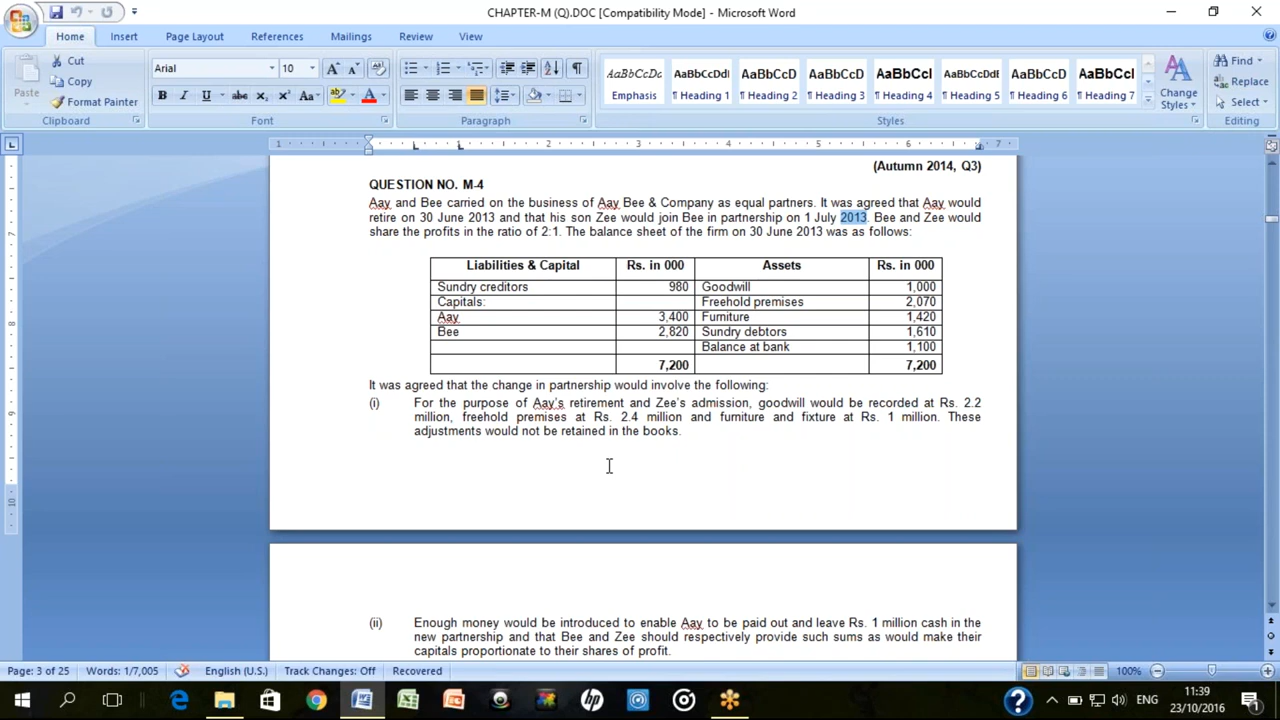 CHAPTER-M (Q).DOC [Compatibility Mode] - Microsoft Word
Home Insert Page Layout References Mailings Review View
Paste
Cut
Copy
Format Painter
Clipboard
Arial 10
Font
Paragraph
AaBbCcDc AaBbCcDdI AaBbCcD AaBbCcD AaBbCcI AaBbCcDdE AaBbCcD AaBbCcI
Emphasis ¶ Heading 1 ¶ Heading 2 ¶ Heading 3 ¶ Heading 4 ¶ Heading 5 ¶ Heading 6 ¶ Heading 7
Change Styles
Styles
Find
Replace
Select
Editing
(Autumn 2014, Q3)
QUESTION NO. M-4
Aay and Bee carried on the business of Aay Bee & Company as equal partners. It was agreed that Aay would
retire on 30 June 2013 and that his son Zee would join Bee in partnership on 1 July 2013. Bee and Zee would
share the profits in the ratio of 2:1. The balance sheet of the firm on 30 June 2013 was as follows:
Liabilities & Capital Rs. in 000 Assets Rs. in 000
Sundry creditors 980 Goodwill 1,000
Capitals: Freehold premises 2,070
Aay 3,400 Furniture 1,420
Bee 2,820 Sundry debtors 1,610
Balance at bank 1,100
7,200 7,200
It was agreed that the change in partnership would involve the following:
(i) For the purpose of Aay's retirement and Zee's admission, goodwill would be recorded at Rs. 2.2
million, freehold premises at Rs. 2.4 million and furniture and fixture at Rs. 1 million. These
adjustments would not be retained in the books.
(ii) Enough money would be introduced to enable Aay to be paid out and leave Rs. 1 million cash in the
new partnership and that Bee and Zee should respectively provide such sums as would make their
capitals proportionate to their shares of profit.
Page: 3 of 25 Words: 1/7,005 English (U.S.) Track Changes: Off Recovered 100%
ENG 11:39
23/10/2016